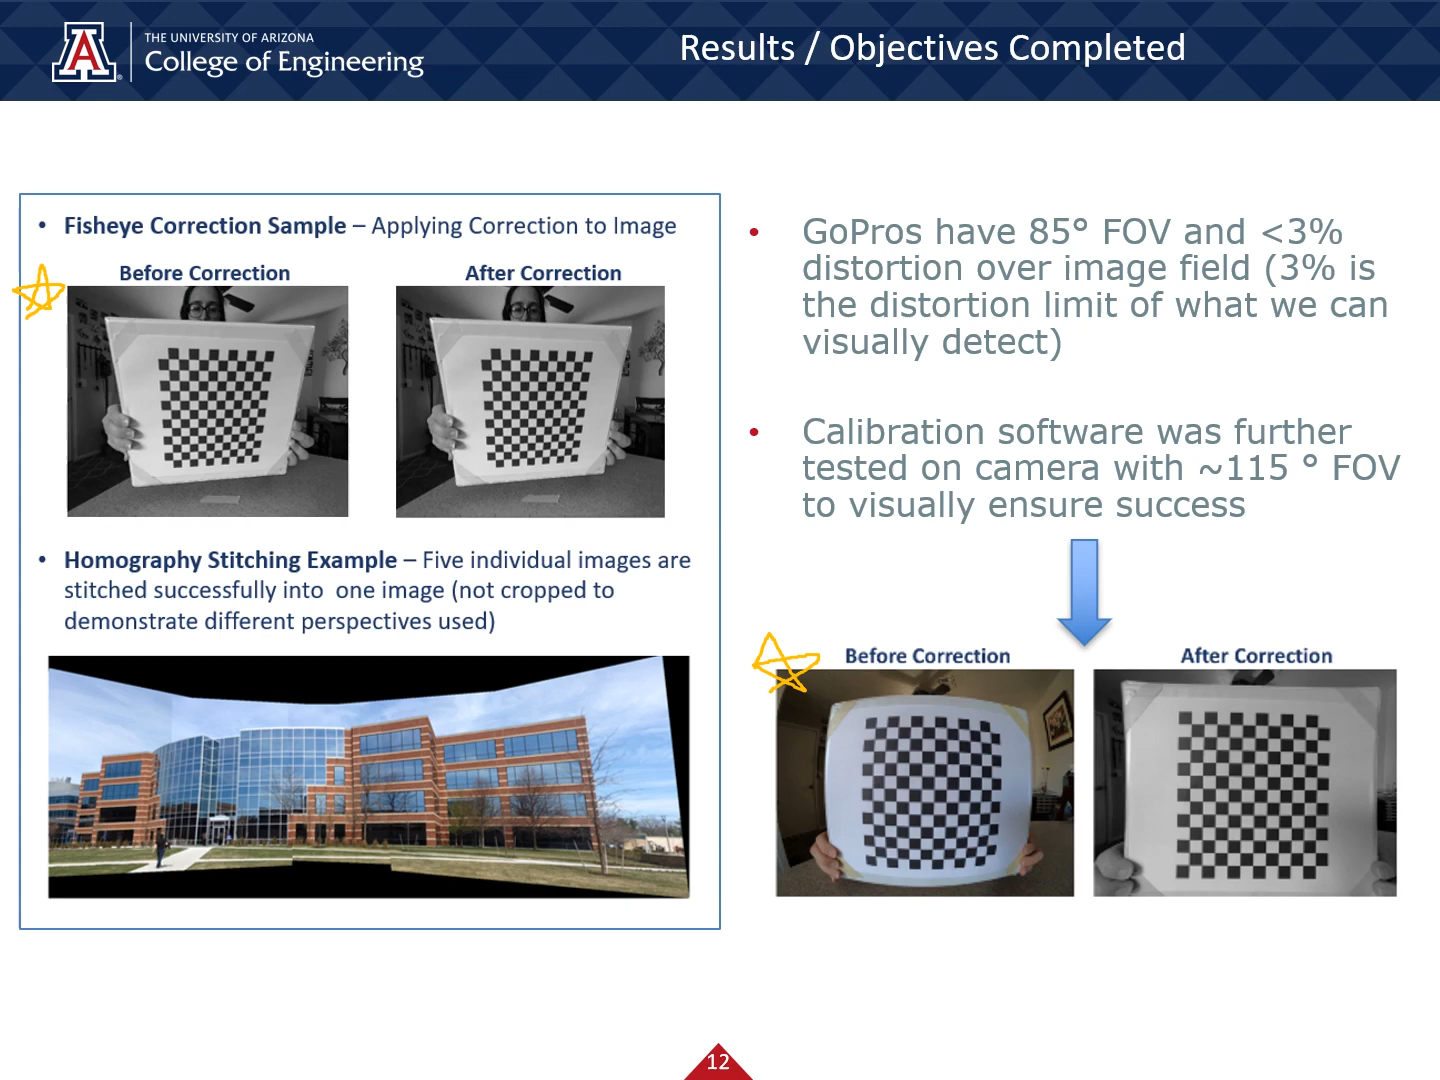 THE UNIVERSITY OF ARIZONA
College of Engineering
Results / Objectives Completed
• Fisheye Correction Sample – Applying Correction to Image
Before Correction
After Correction
• Homography Stitching Example – Five individual images are
stitched successfully into one image (not cropped to
demonstrate different perspectives used)
• GoPros have 85° FOV and <3%
distortion over image field (3% is
the distortion limit of what we can
visually detect)
• Calibration software was further
tested on camera with ~115 ° FOV
to visually ensure success
Before Correction
After Correction
12